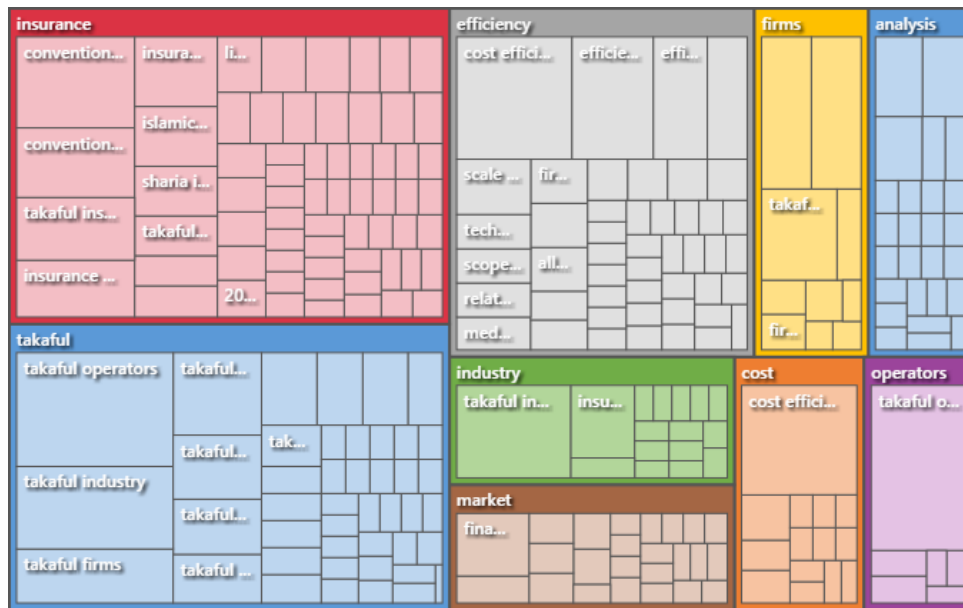 insurance
convention...
insura...
li...
islamic...
convention...
sharia i...
takaful ins...
takaful...
insurance ...
20...
efficiency
cost effici...
efficie...
effi...
scale ...
fir...
tech...
scope...
all...
relat...
med...
firms
takaf...
fir...
analysis
takaful
takaful operators
takaful...
tak...
takaful...
takaful industry
takaful...
takaful firms
takaful ...
industry
takaful in...
insu...
market
fina...
cost
cost effici...
operators
takaful o...